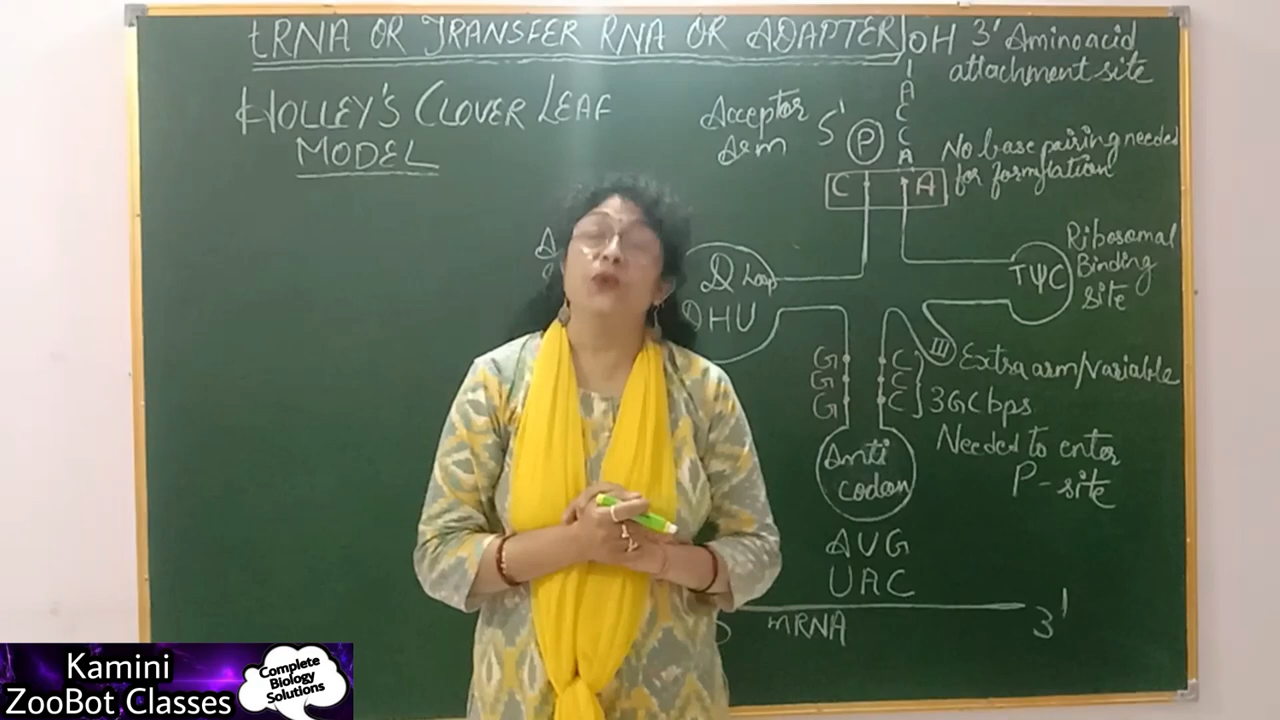 tRNA OR TRANSFER RNA OR ADAPTER
HOLLEY'S CLOVER LEAF
MODEL
OH 3' Aminoacid
attachment site
A
C
C
A
Acceptor
Arm
5'
P
C A
No base pairing needed
for formylation
D Loop
DHU
TΨC
Ribosomal
Binding
site
III Extra arm/variable
G C
G C
G C
3GC bps
Needed to enter
P-site
Anti
codon
AUG
UAC
mRNA 3'
Kamini
ZooBot Classes
Complete
Biology
Solutions